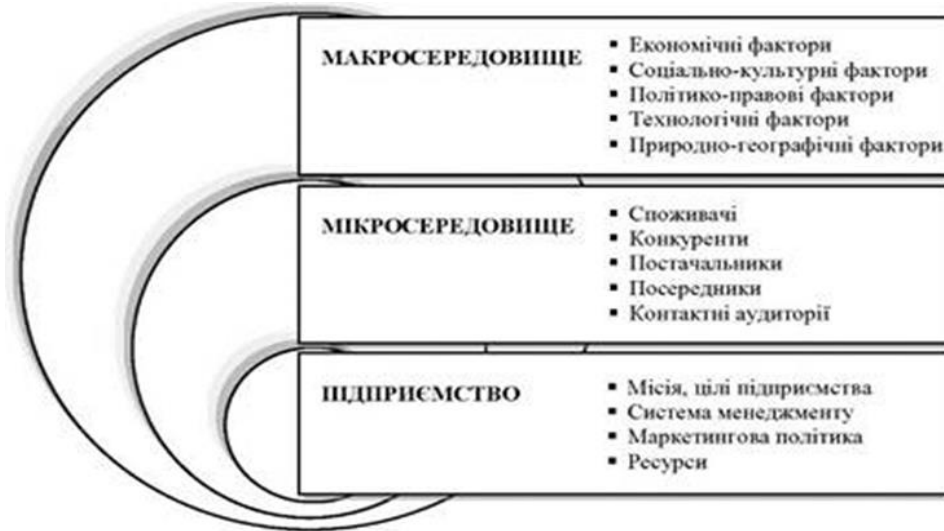 МАКРОСЕРЕДОВИЩЕ
▪ Економічні фактори
▪ Соціально-культурні фактори
▪ Політико-правові фактори
▪ Технологічні фактори
▪ Природно-географічні фактори
МІКРОСЕРЕДОВИЩЕ
▪ Споживачі
▪ Конкуренти
▪ Постачальники
▪ Посередники
▪ Контактні аудиторії
ПІДПРИЄМСТВО
▪ Місія, цілі підприємства
▪ Система менеджменту
▪ Маркетингова політика
▪ Ресурси